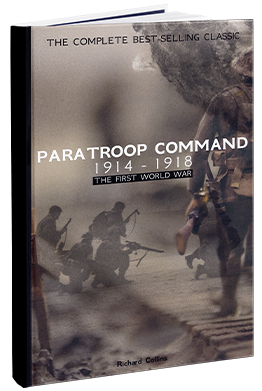 THE COMPLETE BEST-SELLING CLASSIC
PARATROOP COMMAND
1914 - 1918
THE FIRST WORLD WAR
Richard Collins